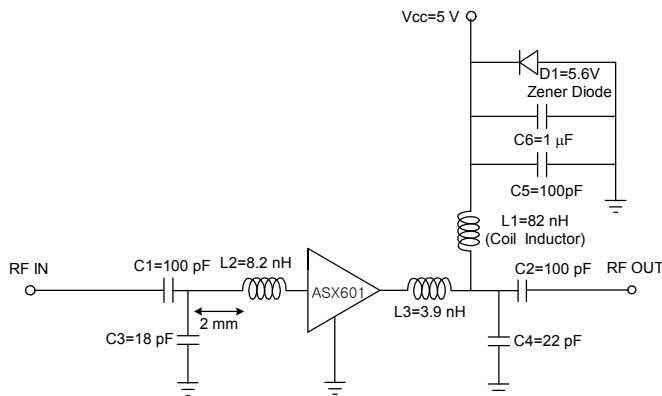 Vcc=5 V
D1=5.6V
Zener Diode
C6=1 μF
C5=100pF
L1=82 nH
(Coil Inductor)
RF IN
C1=100 pF
L2=8.2 nH
ASX601
C2=100 pF
RF OUT
2 mm
L3=3.9 nH
C3=18 pF
C4=22 pF